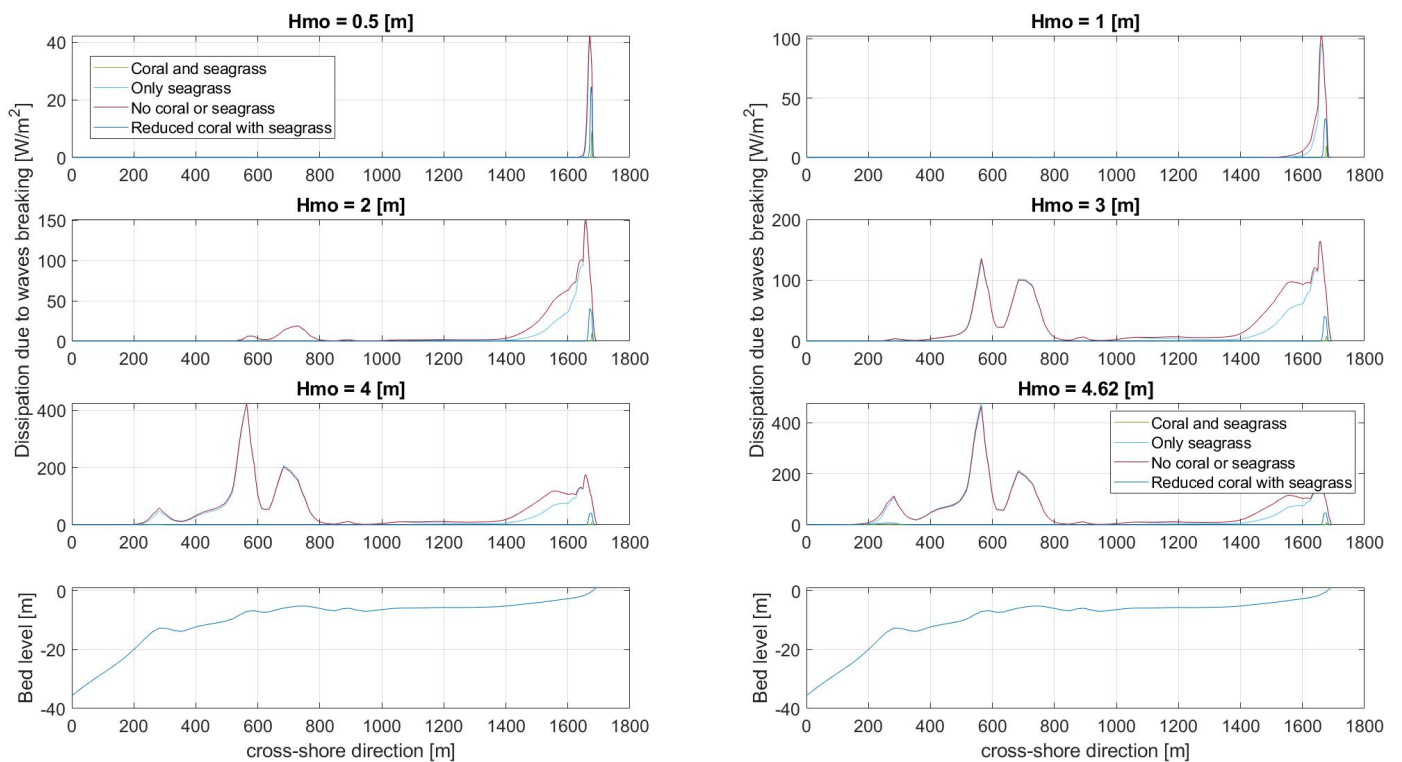 Hmo = 0.5 [m]
40
20
0
Coral and seagrass
Only seagrass
No coral or seagrass
Reduced coral with seagrass
0 200 400 600 800 1000 1200 1400 1600 1800
Hmo = 1 [m]
100
50
0
0 200 400 600 800 1000 1200 1400 1600 1800
Hmo = 2 [m]
150
100
50
0
0 200 400 600 800 1000 1200 1400 1600 1800
Hmo = 3 [m]
200
100
0
0 200 400 600 800 1000 1200 1400 1600 1800
Dissipation due to waves breaking [W/m²]
Dissipation due to waves breaking [W/m²]
Hmo = 4 [m]
400
200
0
0 200 400 600 800 1000 1200 1400 1600 1800
Hmo = 4.62 [m]
400
200
0
Coral and seagrass
Only seagrass
No coral or seagrass
Reduced coral with seagrass
0 200 400 600 800 1000 1200 1400 1600 1800
Bed level [m]
0
-20
-40
0 200 400 600 800 1000 1200 1400 1600 1800
cross-shore direction [m]
Bed level [m]
0
-20
-40
0 200 400 600 800 1000 1200 1400 1600 1800
cross-shore direction [m]